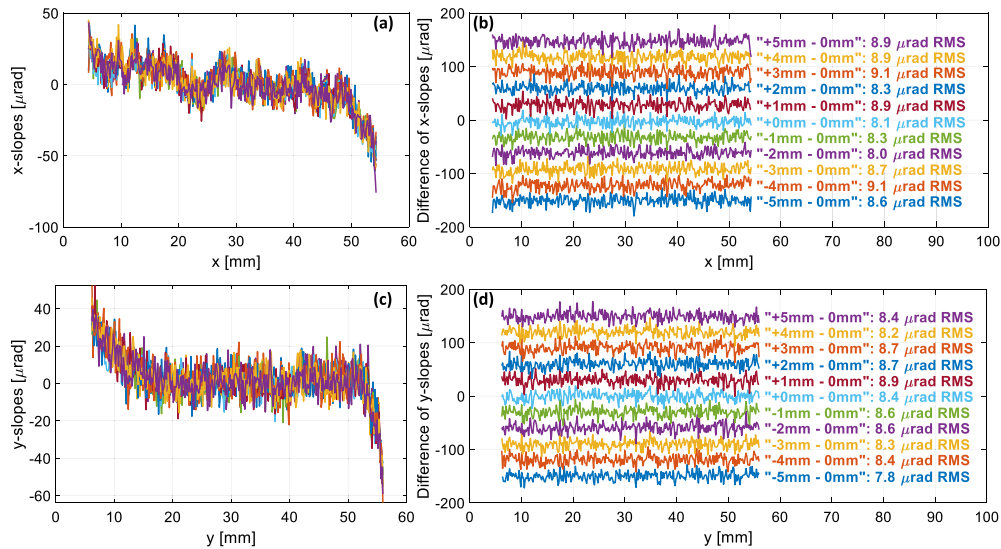 (a)
x-slopes [μrad]
50
0
-50
-100
0 10 20 30 40 50 60
x [mm]
(b)
Difference of x-slopes [μrad]
200
100
0
-100
-200
"+5mm - 0mm": 8.9 μrad RMS
"+4mm - 0mm": 8.9 μrad RMS
"+3mm - 0mm": 9.1 μrad RMS
"+2mm - 0mm": 8.3 μrad RMS
"+1mm - 0mm": 8.9 μrad RMS
"+0mm - 0mm": 8.1 μrad RMS
"-1mm - 0mm": 8.3 μrad RMS
"-2mm - 0mm": 8.0 μrad RMS
"-3mm - 0mm": 8.7 μrad RMS
"-4mm - 0mm": 9.1 μrad RMS
"-5mm - 0mm": 8.6 μrad RMS
0 10 20 30 40 50 60 70 80 90 100
x [mm]
(c)
y-slopes [μrad]
40
20
0
-20
-40
-60
0 10 20 30 40 50 60
y [mm]
(d)
Difference of y-slopes [μrad]
200
100
0
-100
-200
"+5mm - 0mm": 8.4 μrad RMS
"+4mm - 0mm": 8.2 μrad RMS
"+3mm - 0mm": 8.7 μrad RMS
"+2mm - 0mm": 8.7 μrad RMS
"+1mm - 0mm": 8.9 μrad RMS
"+0mm - 0mm": 8.4 μrad RMS
"-1mm - 0mm": 8.6 μrad RMS
"-2mm - 0mm": 8.6 μrad RMS
"-3mm - 0mm": 8.3 μrad RMS
"-4mm - 0mm": 8.4 μrad RMS
"-5mm - 0mm": 7.8 μrad RMS
0 10 20 30 40 50 60 70 80 90 100
y [mm]